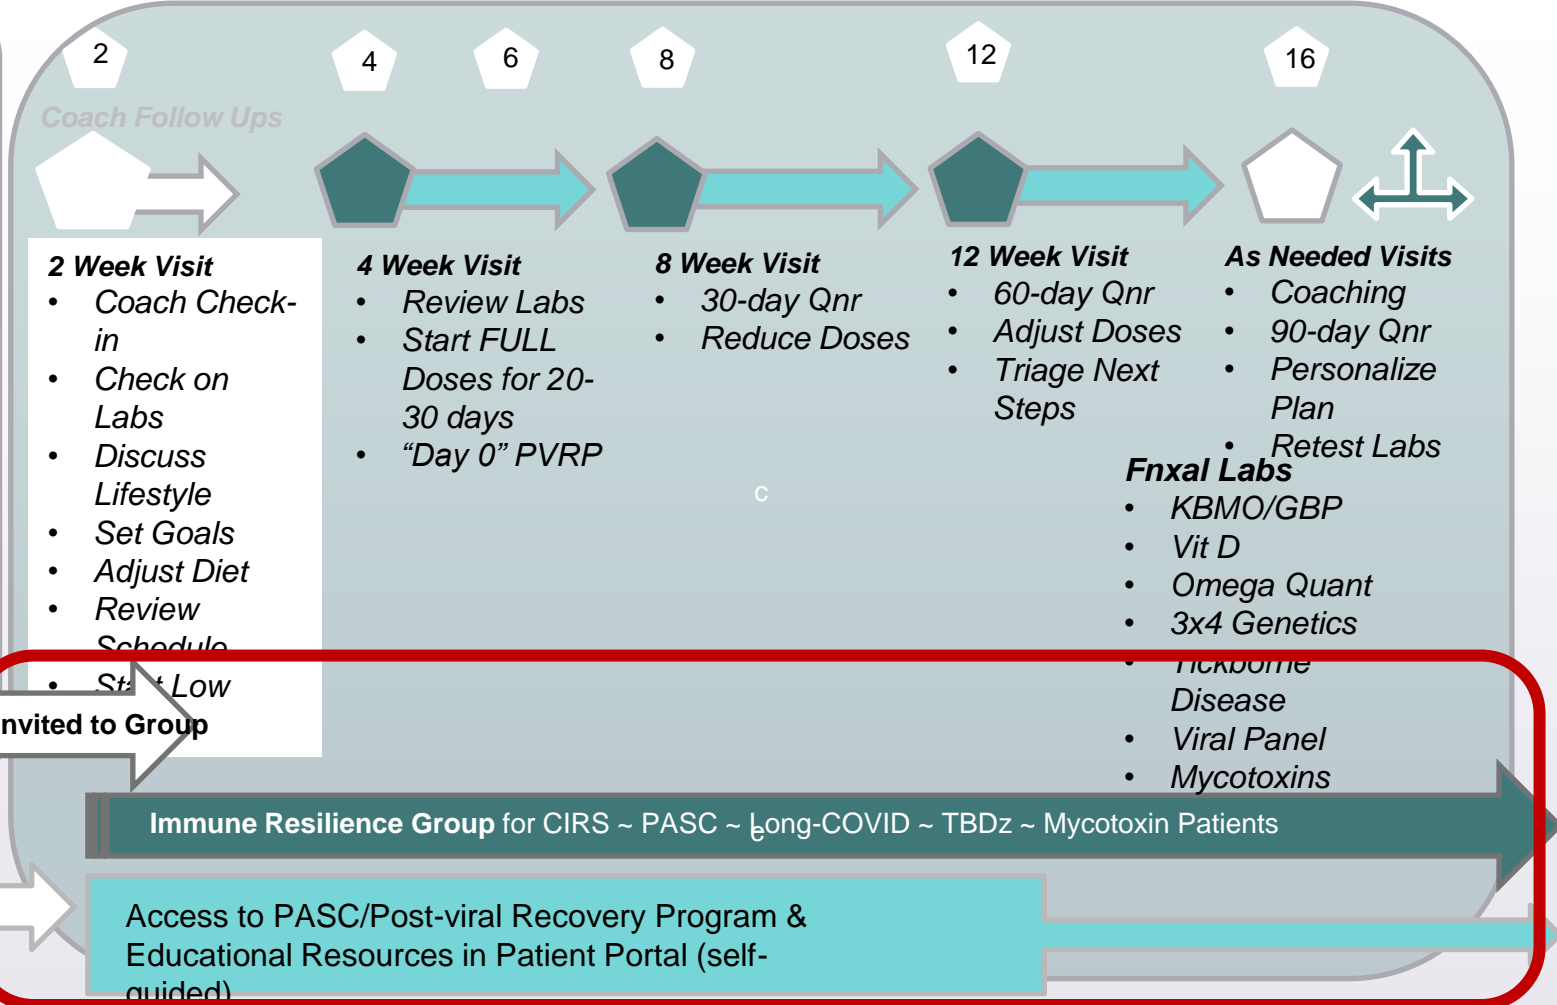 2
4
6
8
12
16
Coach Follow Ups
2 Week Visit
• Coach Check-
in
• Check on
Labs
• Discuss
Lifestyle
• Set Goals
• Adjust Diet
• Review
Schedule
• Start Low
4 Week Visit
• Review Labs
• Start FULL
Doses for 20-
30 days
• “Day 0” PVRP
8 Week Visit
• 30-day Qnr
• Reduce Doses
12 Week Visit
• 60-day Qnr
• Adjust Doses
• Triage Next
Steps
As Needed Visits
• Coaching
• 90-day Qnr
• Personalize
Plan
• Retest Labs
Fnxal Labs
• KBMO/GBP
• Vit D
• Omega Quant
• 3x4 Genetics
• Tickborne
Disease
• Viral Panel
• Mycotoxins
c
nvited to Group
Immune Resilience Group for CIRS ~ PASC ~ Long-COVID ~ TBDz ~ Mycotoxin Patients
e
Access to PASC/Post-viral Recovery Program &
Educational Resources in Patient Portal (self-
guided)